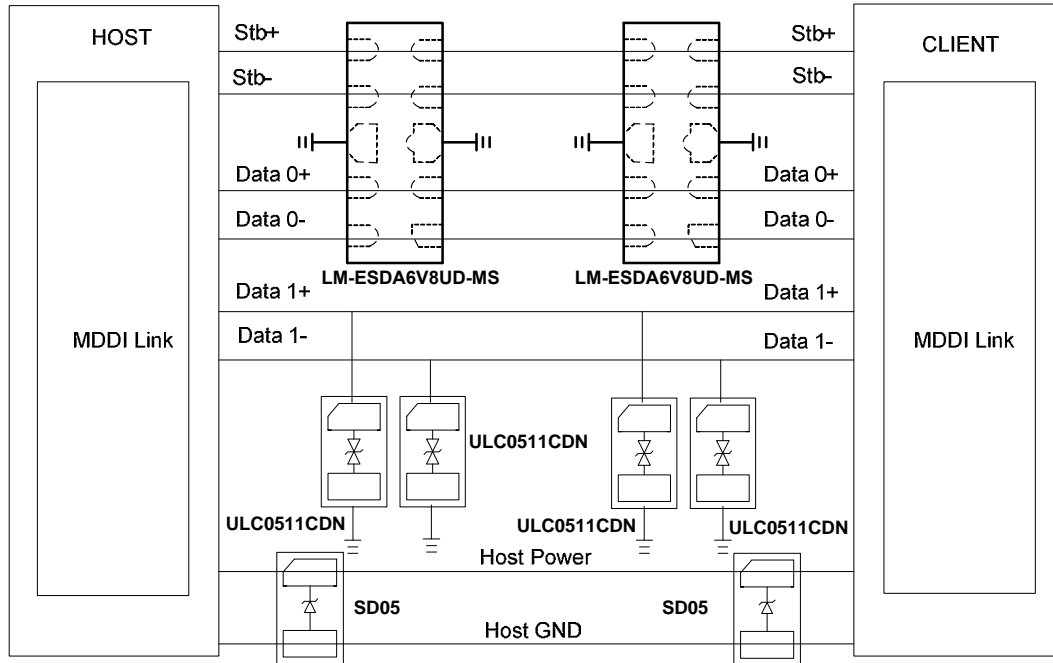 HOST
Stb+
Stb+
CLIENT
Stb-
Stb-
Data 0+
Data 0+
Data 0-
Data 0-
LM-ESDA6V8UD-MS
LM-ESDA6V8UD-MS
Data 1+
Data 1+
MDDI Link
Data 1-
Data 1-
MDDI Link
ULC0511CDN
ULC0511CDN
ULC0511CDN
ULC0511CDN
Host Power
SD05
SD05
Host GND